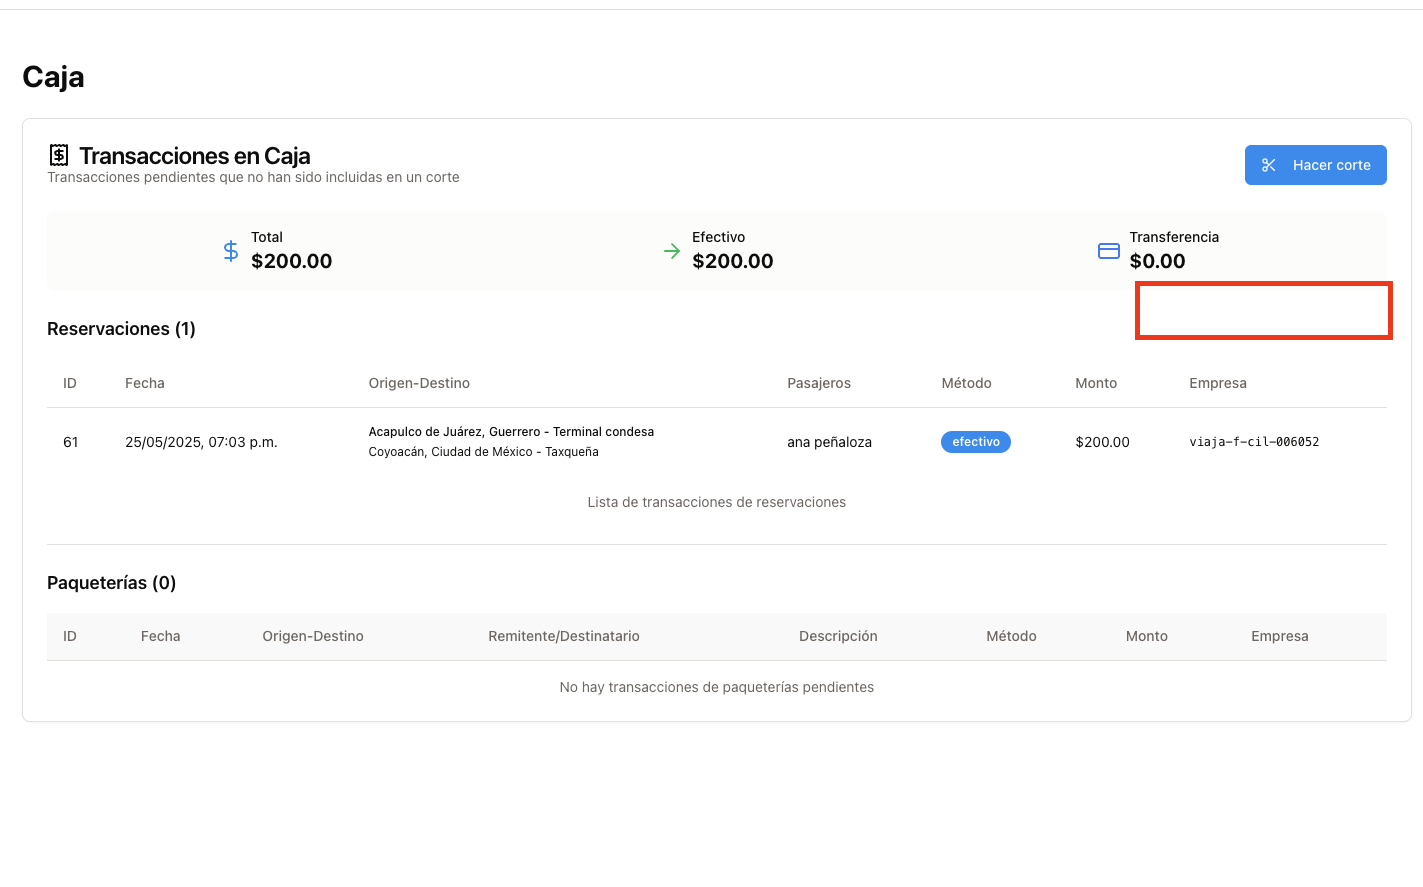 Caja
Transacciones en Caja
Transacciones pendientes que no han sido incluidas en un corte
Hacer corte
Total
$200.00
Efectivo
$200.00
Transferencia
$0.00
Reservaciones (1)
ID Fecha Origen-Destino Pasajeros Método Monto Empresa
61 25/05/2025, 07:03 p.m. Acapulco de Juárez, Guerrero - Terminal condesa
Coyoacán, Ciudad de México - Taxqueña
ana peñaloza efectivo $200.00 viaja-f-cil-006052
Lista de transacciones de reservaciones
Paqueterías (0)
ID Fecha Origen-Destino Remitente/Destinatario Descripción Método Monto Empresa
No hay transacciones de paqueterías pendientes